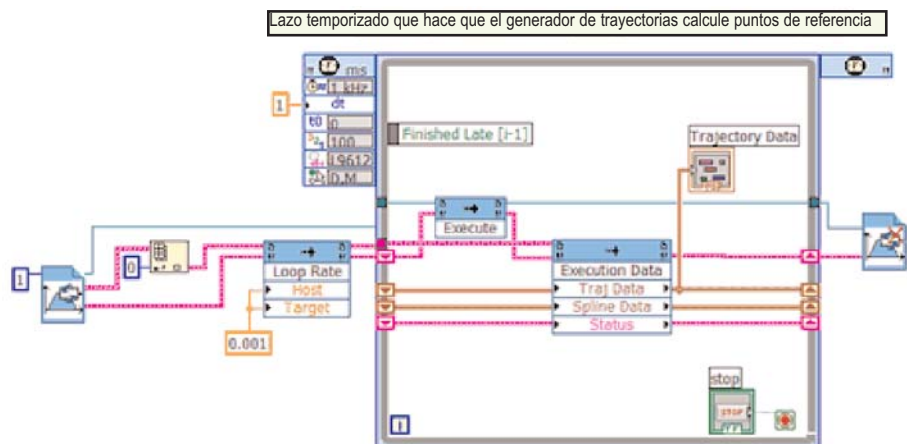 Lazo temporizado que hace que el generador de trayectorias calcule puntos de referencia
ms
1 kHz
1
dt
t0 0
100
i.9612
D.M
Finished Late [i-1]
Trajectory Data
Execute
1
0
Loop Rate
Host
Target
0.001
Execution Data
Traj Data
Spline Data
Status
stop
STOP
TF
i